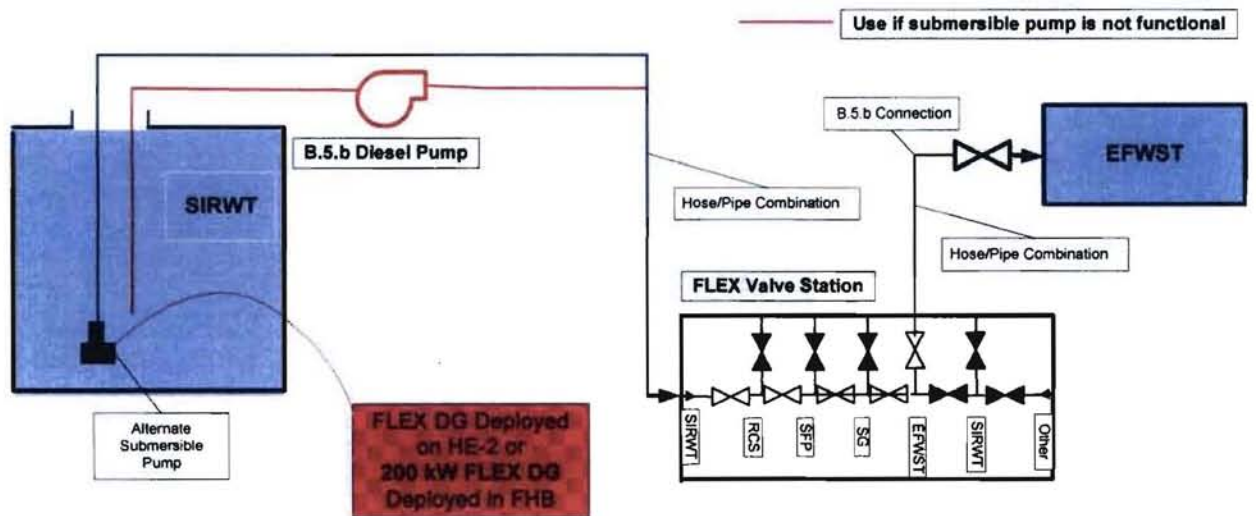 Use if submersible pump is not functional
B.5.b Connection
B.5.b Diesel Pump
EFWST
SIRWT
Hose/Pipe Combination
Hose/Pipe Combination
FLEX Valve Station
Alternate
Submersible
Pump
FLEX DG Deployed
on HE-2 or
200 kW FLEX DG
Deployed in FHB
SIRWT
RCS
SFP
SG
EFWST
SIRWT
Other